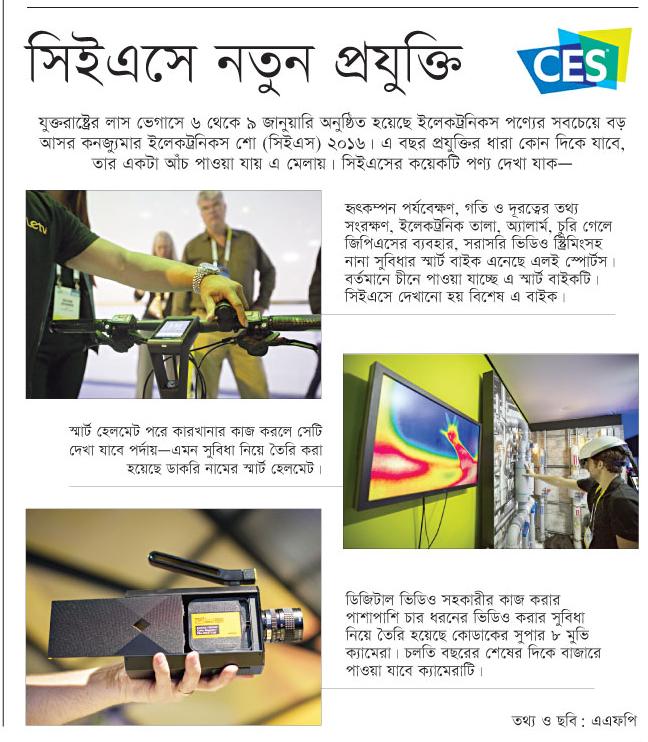 সিইএসে নতুন প্রযুক্তি
CES
যুক্তরাষ্ট্রের লাস ভেগাসে ৬ থেকে ৯ জানুয়ারি অনুষ্ঠিত হয়েছে ইলেকট্রনিকস পণ্যের সবচেয়ে বড়
আসর কনজ্যুমার ইলেকট্রনিকস শো (সিইএস) ২০১৬। এ বছর প্রযুক্তির ধারা কোন দিকে যাবে,
তার একটা আঁচ পাওয়া যায় এ মেলায়। সিইএসের কয়েকটি পণ্য দেখা যাক—
হৃৎকম্পন পর্যবেক্ষণ, গতি ও দূরত্বের তথ্য
সংরক্ষণ, ইলেকট্রনিক তালা, অ্যালার্ম, চুরি গেলে
জিপিএসের ব্যবহার, সরাসরি ভিডিও স্ট্রিমিংসহ
নানা সুবিধার স্মার্ট বাইক এনেছে এলই স্পোর্টস।
বর্তমানে চীনে পাওয়া যাচ্ছে এ স্মার্ট বাইকটি।
সিইএসে দেখানো হয় বিশেষ এ বাইক।
স্মার্ট হেলমেট পরে কারখানার কাজ করলে সেটি
দেখা যাবে পর্দায়—এমন সুবিধা নিয়ে তৈরি করা
হয়েছে ডাকরি নামের স্মার্ট হেলমেট।
ডিজিটাল ভিডিও সহকারীর কাজ করার
পাশাপাশি চার ধরনের ভিডিও করার সুবিধা
নিয়ে তৈরি হয়েছে কোডাকের সুপার ৮ মুভি
ক্যামেরা। চলতি বছরের শেষের দিকে বাজারে
পাওয়া যাবে ক্যামেরাটি।
তথ্য ও ছবি: এএফপি